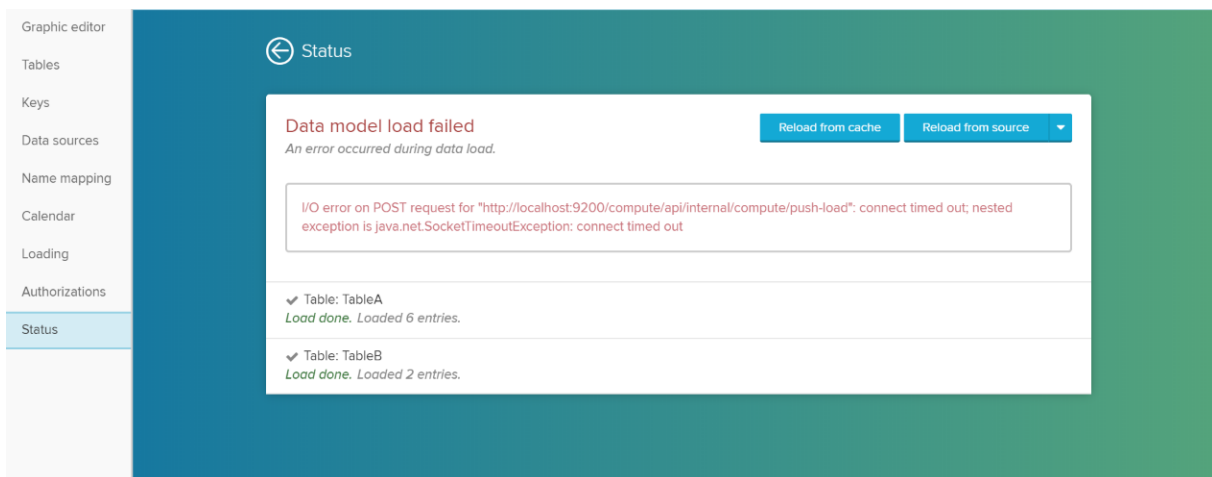 Graphic editor
Tables
Keys
Data sources
Name mapping
Calendar
Loading
Authorizations
Status
Status
Data model load failed
An error occurred during data load.
Reload from cache
Reload from source
I/O error on POST request for "http://localhost:9200/compute/api/internal/compute/push-load": connect timed out; nested
exception is java.net.SocketTimeoutException: connect timed out
Table: TableA
Load done. Loaded 6 entries.
Table: TableB
Load done. Loaded 2 entries.